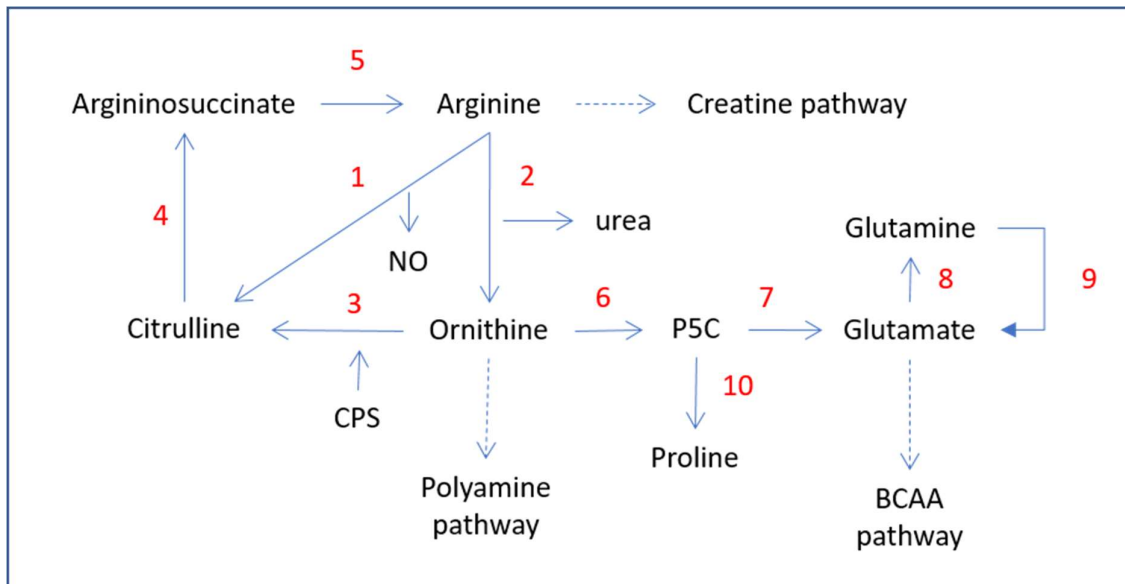 5
Argininosuccinate Arginine Creatine pathway
1 2
4 urea Glutamine
NO 9
3 6 7 8
Citrulline Ornithine P5C Glutamate
10
CPS
Proline
Polyamine
pathway
BCAA
pathway